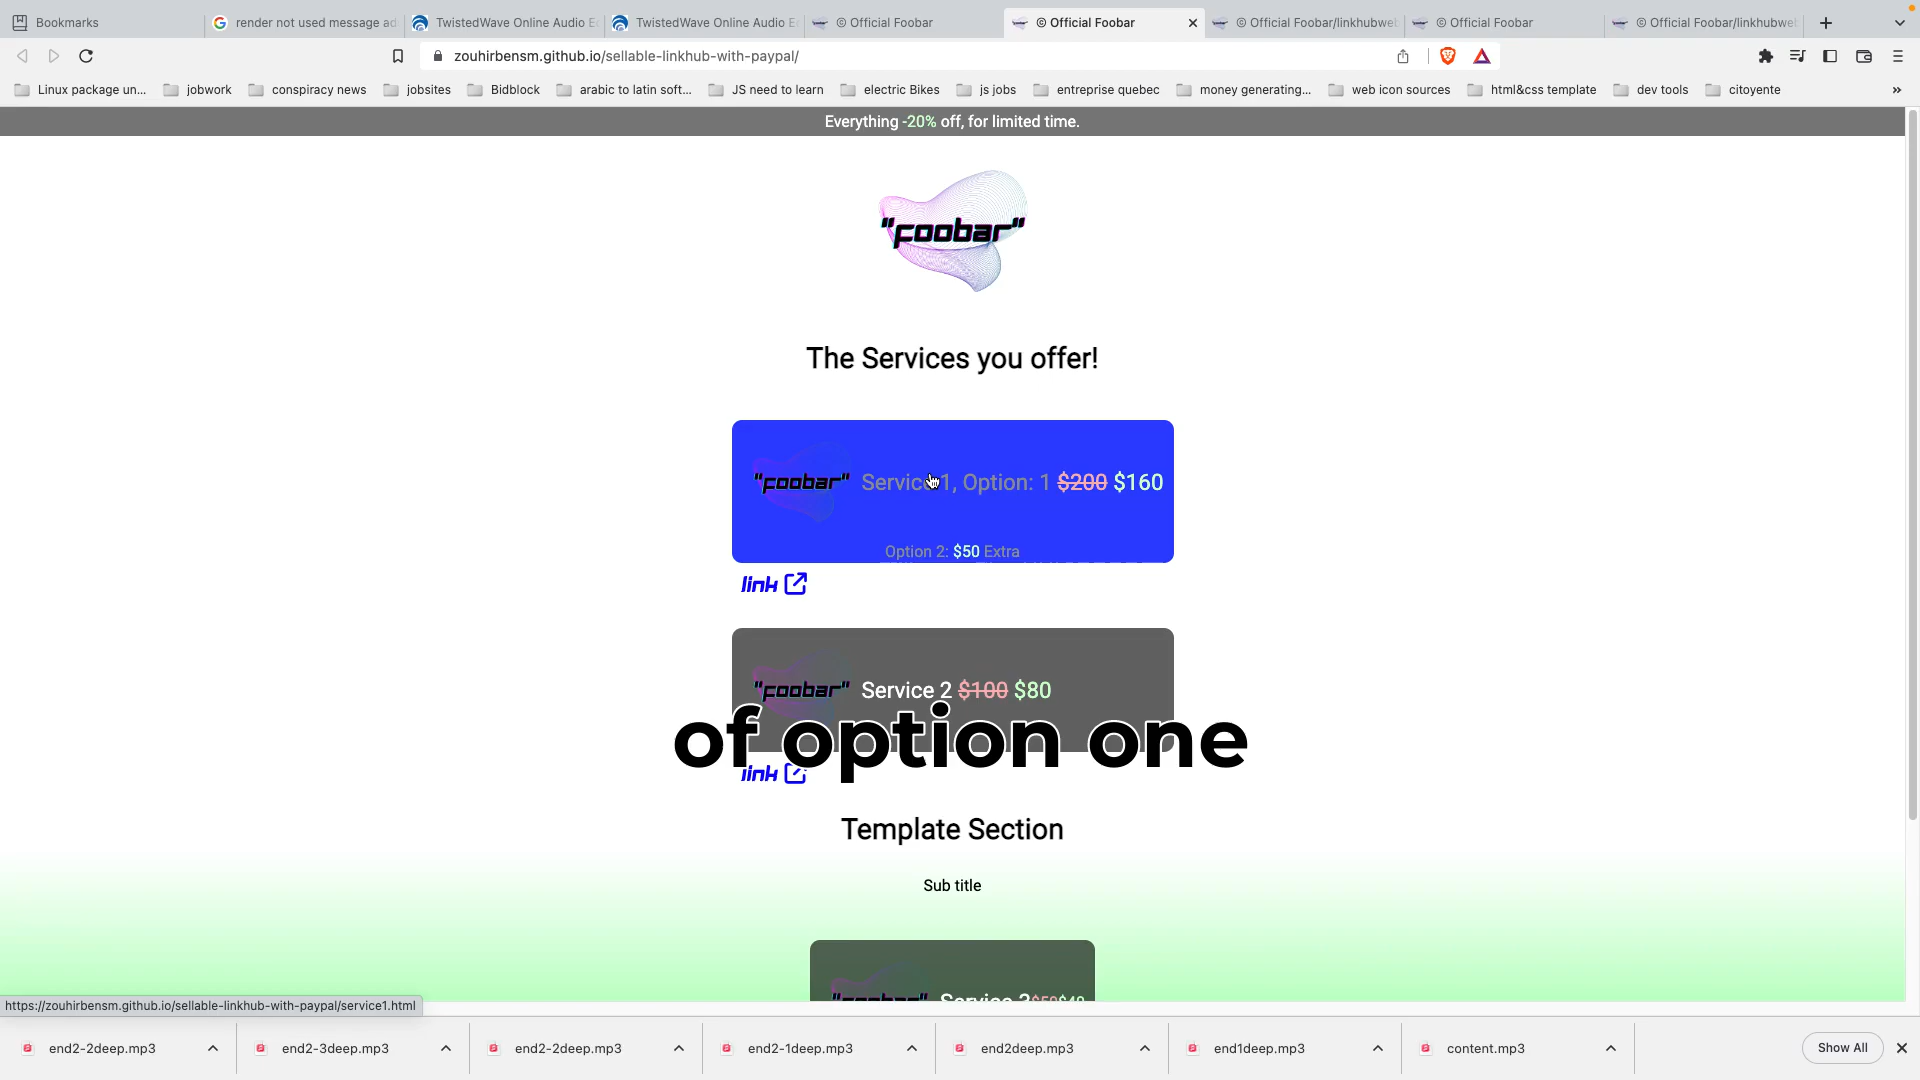 Bookmarks
render not used message ad
TwistedWave Online Audio E
TwistedWave Online Audio E
© Official Foobar
© Official Foobar
© Official Foobar/linkhubwe
© Official Foobar
© Official Foobar/linkhubwe
zouhirbensm.github.io/sellable-linkhub-with-paypal/
Linux package un...
jobwork
conspiracy news
jobsites
Bidblock
arabic to latin soft...
JS need to learn
electric Bikes
js jobs
entreprise quebec
money generating...
web icon sources
html&css template
dev tools
citoyente
»
Everything -20% off, for limited time.
"foobar"
The Services you offer!
"foobar" Service 1, Option: 1 $200 $160
Option 2: $50 Extra
link
"foobar" Service 2 $100 $80
of option one
link
Template Section
Sub title
"foobar" Service 3 $50 $40
https://zouhirbensm.github.io/sellable-linkhub-with-paypal/service1.html
end2-2deep.mp3
end2-3deep.mp3
end2-2deep.mp3
end2-1deep.mp3
end2deep.mp3
end1deep.mp3
content.mp3
Show All